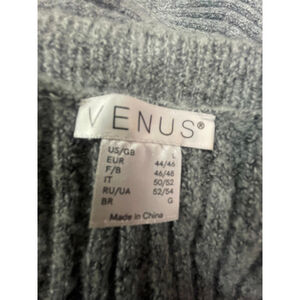 VENUS®
US/GB L
EUR 44/46
F/B 46/48
IT 50/52
RU/UA 52/54
BR G
Made in China